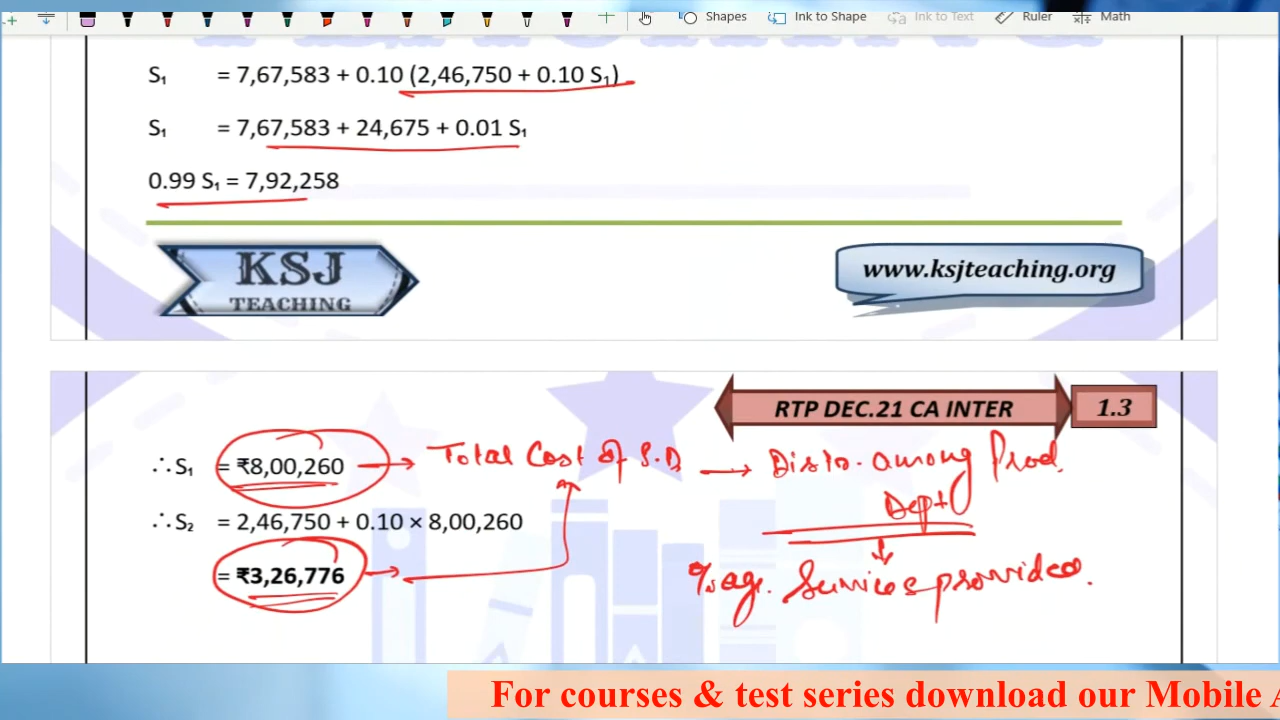 Shapes Ink to Shape Ink to Text Ruler Math
S₁ = 7,67,583 + 0.10 (2,46,750 + 0.10 S₁)
S₁ = 7,67,583 + 24,675 + 0.01 S₁
0.99 S₁ = 7,92,258
KSJ
TEACHING
www.ksjteaching.org
RTP DEC.21 CA INTER 1.3
∴ S₁ = ₹8,00,260 → Total Cost of S.D → Distr. among Prod.
Dept
∴ S₂ = 2,46,750 + 0.10 × 8,00,260
= ₹3,26,776
%age. Services provided.
For courses & test series download our Mobile A